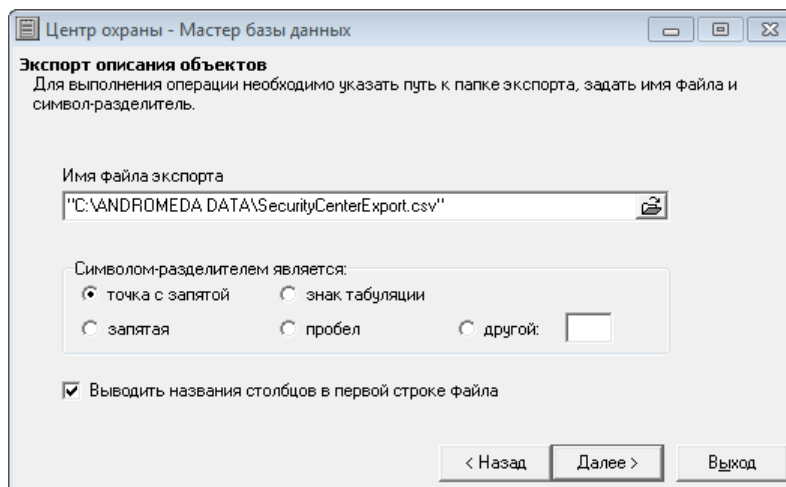 Центр охраны - Мастер базы данных
Экспорт описания объектов
Для выполнения операции необходимо указать путь к папке экспорта, задать имя файла и
символ-разделитель.
Имя файла экспорта
"C:\ANDROMEDA DATA\SecurityCenterExport.csv"
Символом-разделителем является:
точка с запятой знак табуляции
запятая пробел другой:
Выводить названия столбцов в первой строке файла
< Назад Далее > Выход